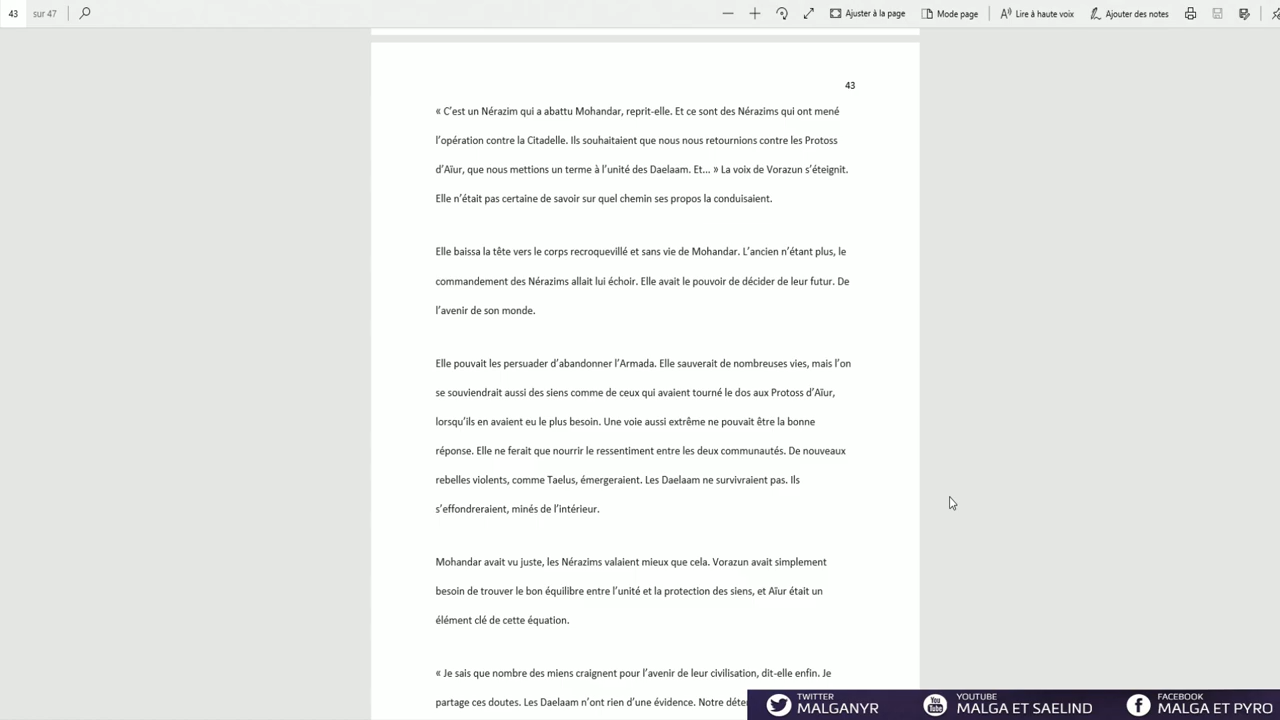 43 sur 47
Ajuster à la page
Mode page
Lire à haute voix
Ajouter des notes
43
« C’est un Nérazim qui a abattu Mohandar, reprit-elle. Et ce sont des Nérazims qui ont mené
l’opération contre la Citadelle. Ils souhaitaient que nous nous retournions contre les Protoss
d’Aïur, que nous mettions un terme à l’unité des Daelaam. Et... » La voix de Vorazun s’éteignit.
Elle n’était pas certaine de savoir sur quel chemin ses propos la conduisaient.
Elle baissa la tête vers le corps recroquevillé et sans vie de Mohandar. L’ancien n’étant plus, le
commandement des Nérazims allait lui échoir. Elle avait le pouvoir de décider de leur futur. De
l’avenir de son monde.
Elle pouvait les persuader d’abandonner l’Armada. Elle sauverait de nombreuses vies, mais l’on
se souviendrait aussi des siens comme de ceux qui avaient tourné le dos aux Protoss d’Aïur,
lorsqu’ils en avaient eu le plus besoin. Une voie aussi extrême ne pouvait être la bonne
réponse. Elle ne ferait que nourrir le ressentiment entre les deux communautés. De nouveaux
rebelles violents, comme Taelus, émergeraient. Les Daelaam ne survivraient pas. Ils
s’effondreraient, minés de l’intérieur.
Mohandar avait vu juste, les Nérazims valaient mieux que cela. Vorazun avait simplement
besoin de trouver le bon équilibre entre l’unité et la protection des siens, et Aïur était un
élément clé de cette équation.
« Je sais que nombre des miens craignent pour l’avenir de leur civilisation, dit-elle enfin. Je
partage ces doutes. Les Daelaam n’ont rien d’une évidence. Notre
TWITTER
MALGANYR
YOUTUBE
MALGA ET SAELIND
FACEBOOK
MALGA ET PYRO